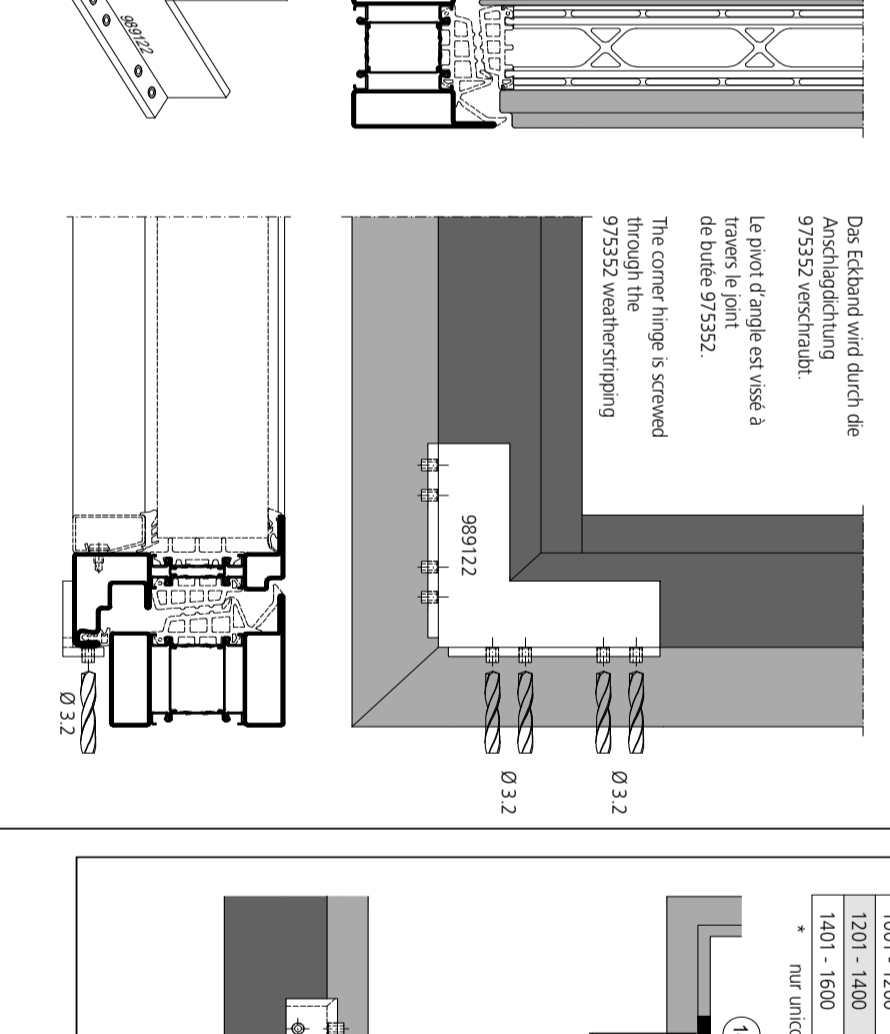 989122
Das Eckband wird durch die
Anschlagdichtung
975352 verschraubt.
Le pivot d'angle est vissé à
travers le joint
de butée 975352.
The corner hinge is screwed
through the
975352 weatherstripping
989122
Ø 3.2
Ø 3.2
Ø 3.2
1201 - 1400
1401 - 1600
* nur